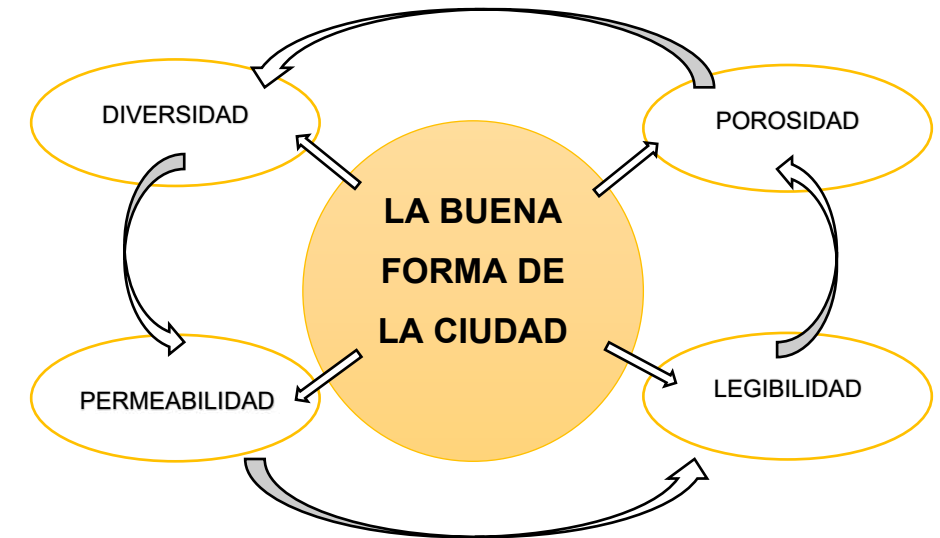 DIVERSIDAD
POROSIDAD
LA BUENA
FORMA DE
LA CIUDAD
PERMEABILIDAD
LEGIBILIDAD